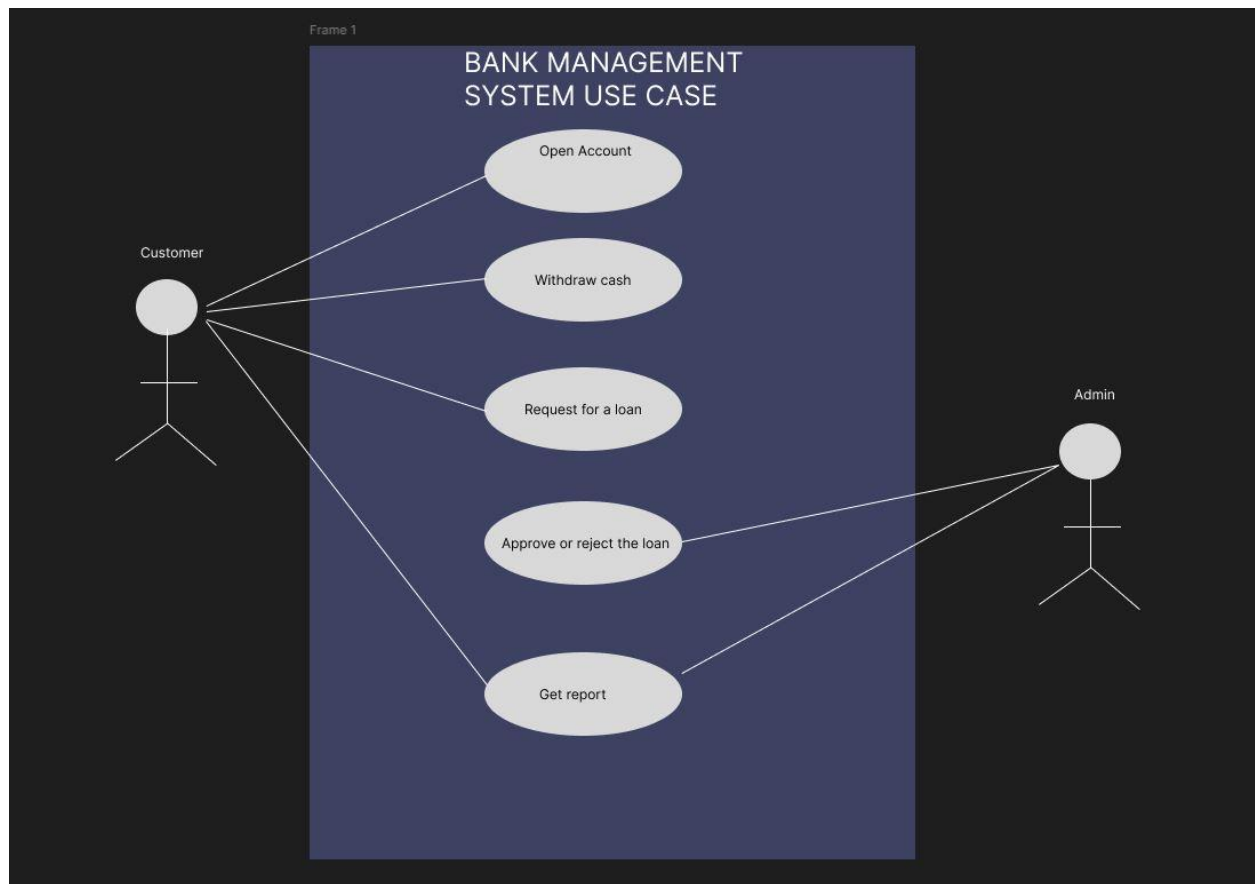 Frame 1
BANK MANAGEMENT
SYSTEM USE CASE
Open Account
Customer
Withdraw cash
Request for a loan
Admin
Approve or reject the loan
Get report